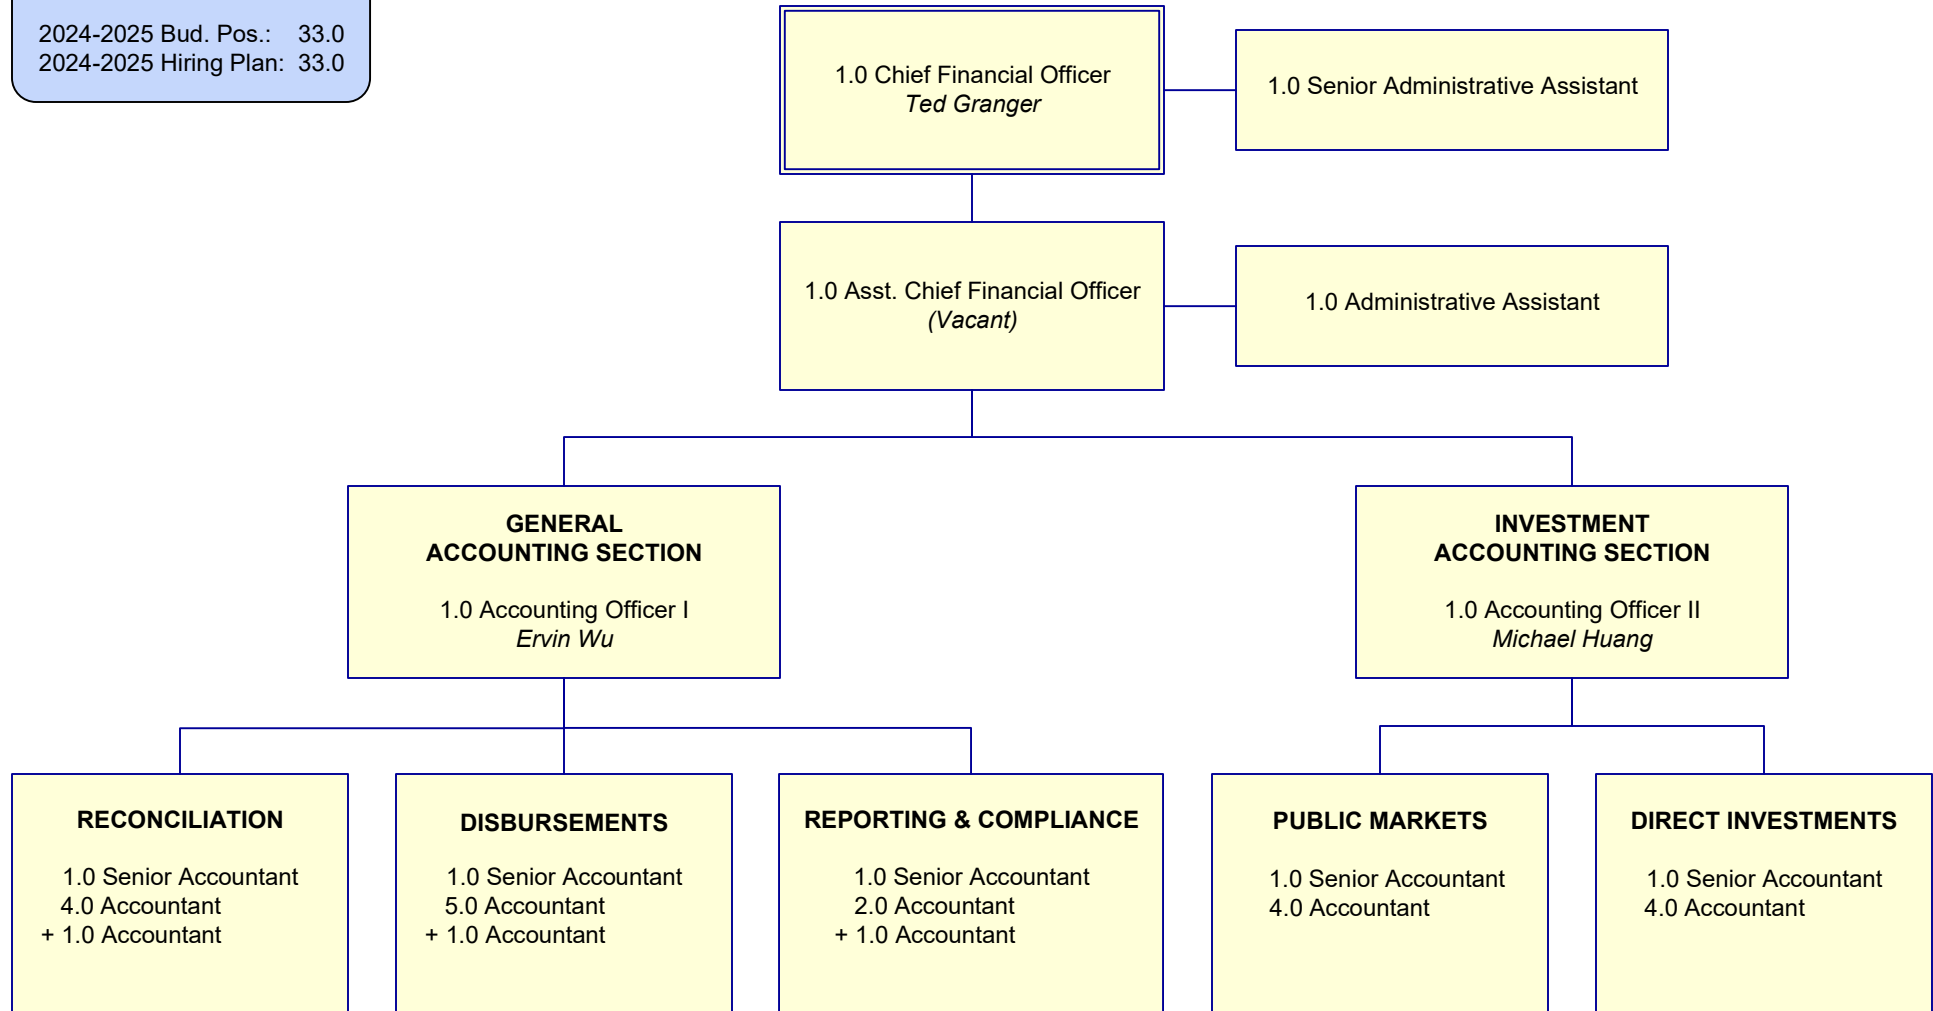 2024-2025 Bud. Pos.: 33.0
2024-2025 Hiring Plan: 33.0
1.0 Chief Financial Officer
Ted Granger
1.0 Senior Administrative Assistant
1.0 Asst. Chief Financial Officer
(Vacant)
1.0 Administrative Assistant
GENERAL
ACCOUNTING SECTION
1.0 Accounting Officer I
Ervin Wu
INVESTMENT
ACCOUNTING SECTION
1.0 Accounting Officer II
Michael Huang
RECONCILIATION
1.0 Senior Accountant
4.0 Accountant
+ 1.0 Accountant
DISBURSEMENTS
1.0 Senior Accountant
5.0 Accountant
+ 1.0 Accountant
REPORTING & COMPLIANCE
1.0 Senior Accountant
2.0 Accountant
+ 1.0 Accountant
PUBLIC MARKETS
1.0 Senior Accountant
4.0 Accountant
DIRECT INVESTMENTS
1.0 Senior Accountant
4.0 Accountant